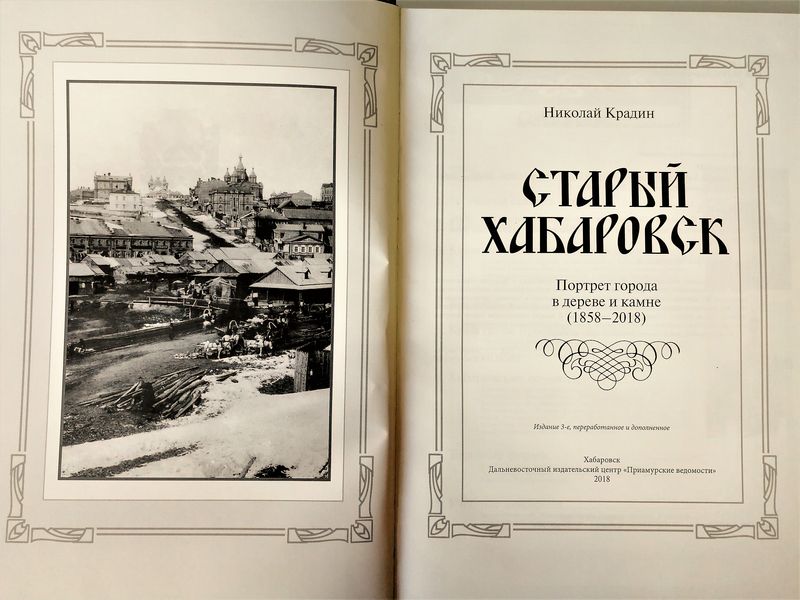 Николай Крадин
СТАРЫЙ
ХАБАРОВСК
Портрет города
в дереве и камне
(1858–2018)
Издание 3-е, переработанное и дополненное
Хабаровск
Дальневосточный издательский центр «Приамурские ведомости»
2018